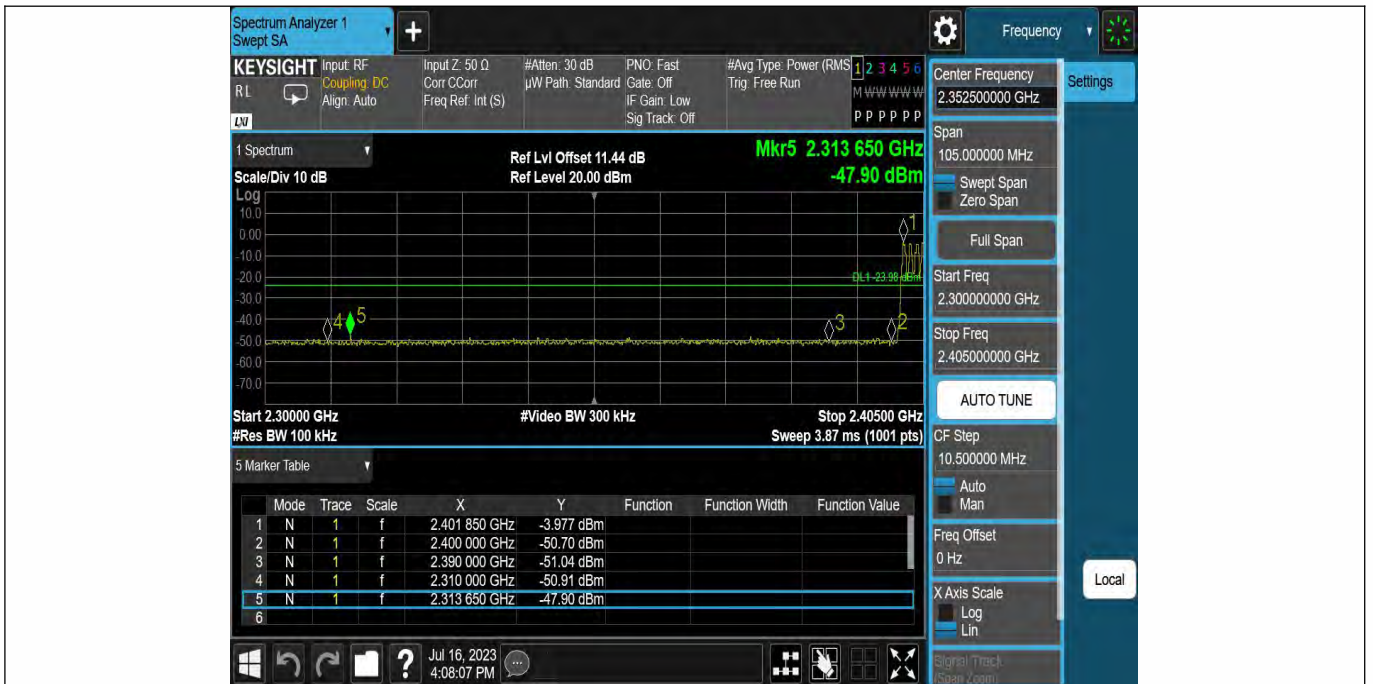 Spectrum Analyzer 1
Swept SA
+
Frequency
KEYSIGHT
RL
LXI
Input: RF
Coupling: DC
Align: Auto
Input Z: 50 Ω
Corr CCorr
Freq Ref: Int (S)
#Atten: 30 dB
µW Path: Standard
PNO: Fast
Gate: Off
IF Gain: Low
Sig Track: Off
#Avg Type: Power (RMS
Trig: Free Run
1 2 3 4 5 6
M W W W W W
P P P P P P
1 Spectrum
Scale/Div 10 dB
Ref Lvl Offset 11.44 dB
Ref Level 20.00 dBm
Mkr5 2.313 650 GHz
-47.90 dBm
Log
10.0
0.00
-10.0
-20.0
-30.0
-40.0
-50.0
-60.0
-70.0
1
DL1 -23.98 dBm
4
5
3
2
Start 2.30000 GHz
#Video BW 300 kHz
Stop 2.40500 GHz
#Res BW 100 kHz
Sweep 3.87 ms (1001 pts)
5 Marker Table
Mode Trace Scale X Y Function Function Width Function Value
1 N 1 f 2.401 850 GHz -3.977 dBm
2 N 1 f 2.400 000 GHz -50.70 dBm
3 N 1 f 2.390 000 GHz -51.04 dBm
4 N 1 f 2.310 000 GHz -50.91 dBm
5 N 1 f 2.313 650 GHz -47.90 dBm
6
?
Jul 16, 2023
4:08:07 PM
Center Frequency
2.352500000 GHz
Settings
Span
105.000000 MHz
Swept Span
Zero Span
Full Span
Start Freq
2.300000000 GHz
Stop Freq
2.405000000 GHz
AUTO TUNE
CF Step
10.500000 MHz
Auto
Man
Freq Offset
0 Hz
X Axis Scale
Log
Lin
Local
Signal Track
(Span Zoom)